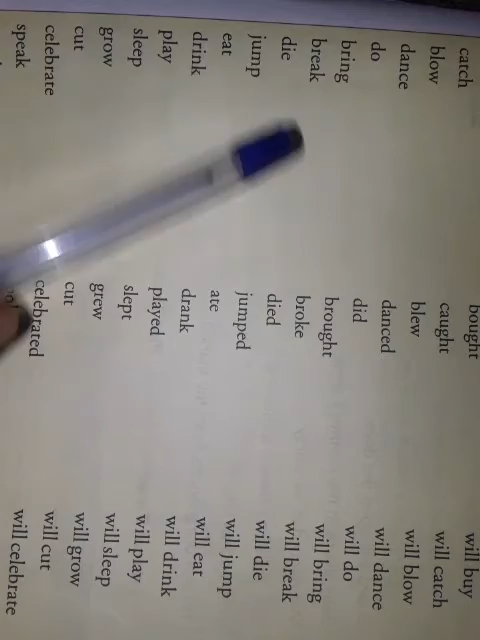 bought will buy
catch caught will catch
blow blew will blow
dance danced will dance
do did will do
bring brought will bring
break broke will break
die died will die
jump jumped will jump
eat ate will eat
drink drank will drink
play played will play
sleep slept will sleep
grow grew will grow
cut cut will cut
celebrate celebrated will celebrate
speak